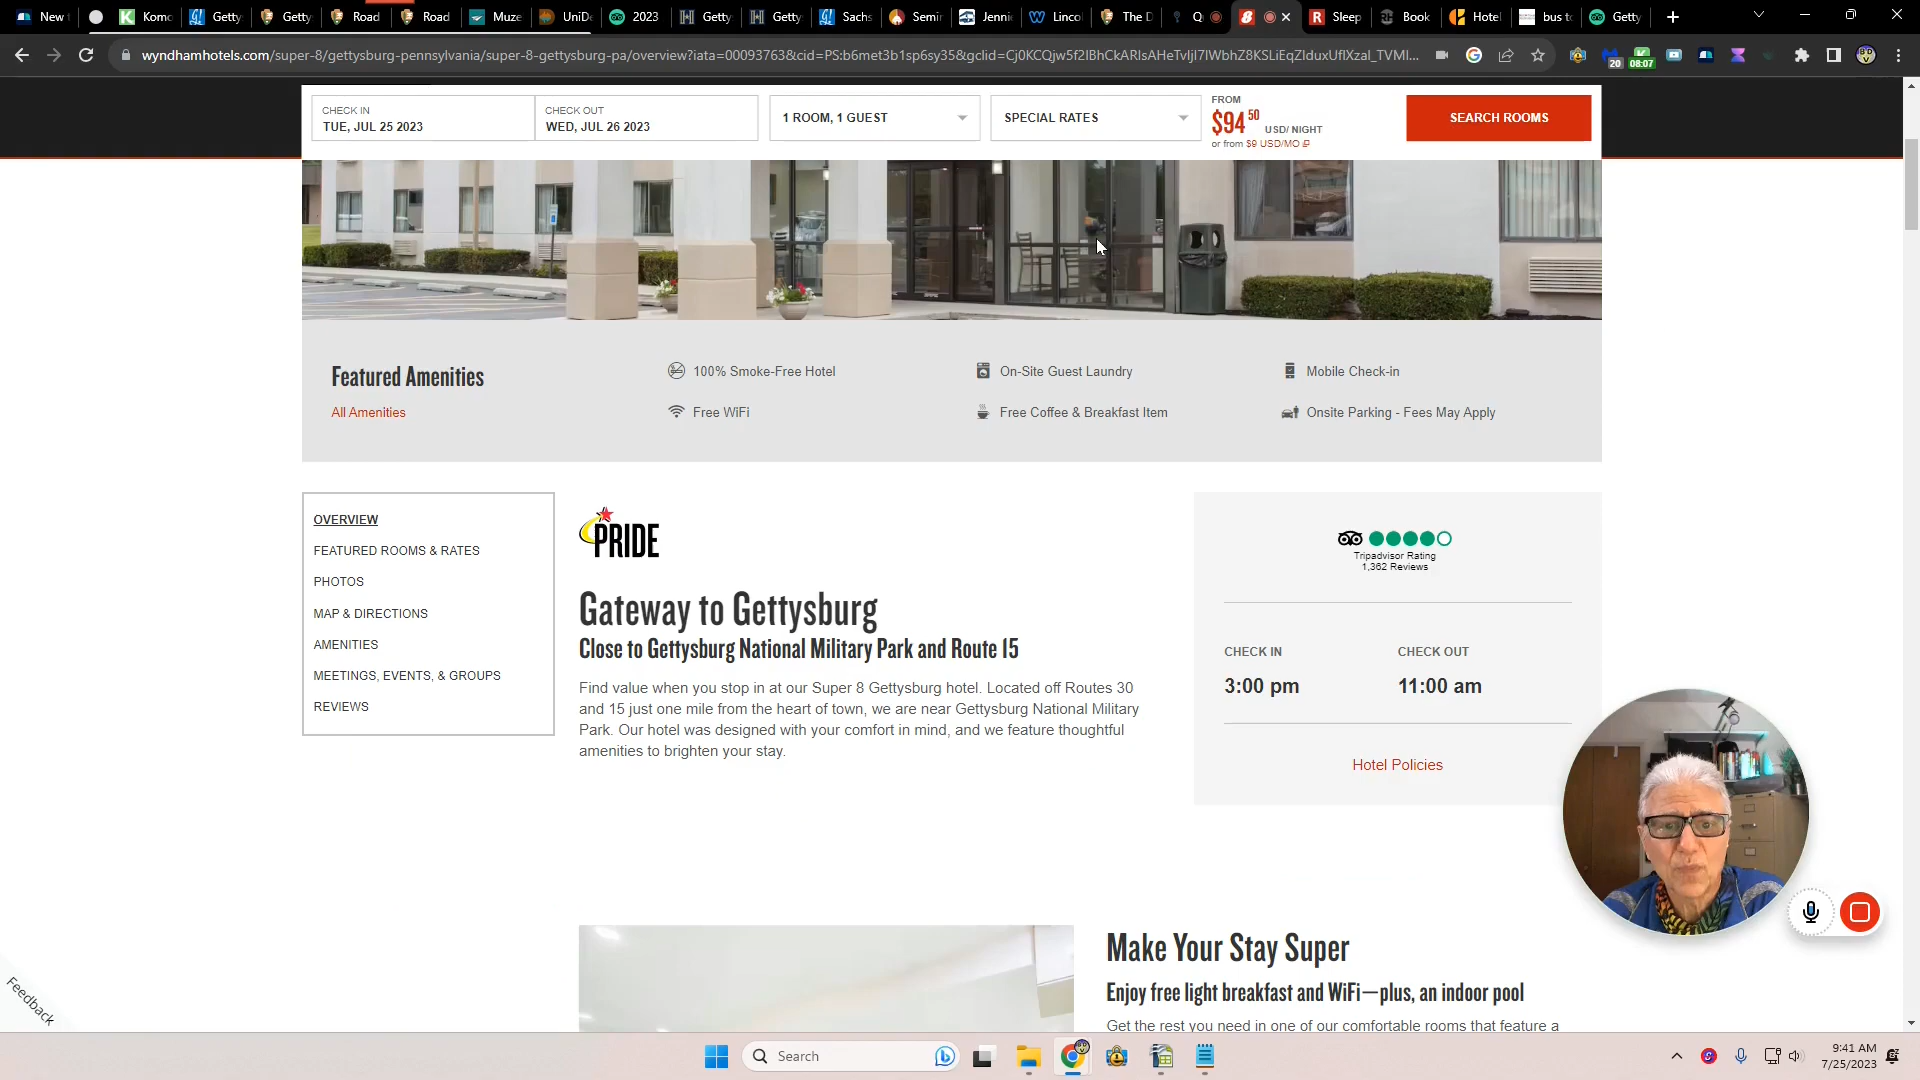 New t
Komo
Getty
Getty
Road
Road
Muze
UniDe
2023
Getty
Getty
Sachs
Semin
Jenni
Linco
The D
Q
Sleep
Book
Hotel
bus to
Getty
wyndhamhotels.com/super-8/gettysburg-pennsylvania/super-8-gettysburg-pa/overview?iata=00093763&cid=PS:b6met3b1sp6sy35&gclid=Cj0KCQjw5f2lBhCkARIsAHeTvljI7IWbhZ8KSLiEqZlduxUflXzal_TVMl...
20
08:07
CHECK IN
TUE, JUL 25 2023
CHECK OUT
WED, JUL 26 2023
1 ROOM, 1 GUEST
SPECIAL RATES
FROM
$94 50 USD/ NIGHT
or from $9 USD/MO
SEARCH ROOMS
Featured Amenities
All Amenities
100% Smoke-Free Hotel
On-Site Guest Laundry
Mobile Check-in
Free WiFi
Free Coffee & Breakfast Item
Onsite Parking - Fees May Apply
OVERVIEW
FEATURED ROOMS & RATES
PHOTOS
MAP & DIRECTIONS
AMENITIES
MEETINGS, EVENTS, & GROUPS
REVIEWS
PRIDE
Gateway to Gettysburg
Close to Gettysburg National Military Park and Route 15
Find value when you stop in at our Super 8 Gettysburg hotel. Located off Routes 30
and 15 just one mile from the heart of town, we are near Gettysburg National Military
Park. Our hotel was designed with your comfort in mind, and we feature thoughtful
amenities to brighten your stay.
Tripadvisor Rating
1,362 Reviews
CHECK IN
3:00 pm
CHECK OUT
11:00 am
Hotel Policies
Make Your Stay Super
Enjoy free light breakfast and WiFi—plus, an indoor pool
Get the rest you need in one of our comfortable rooms that feature a
Feedback
Search
9:41 AM
7/25/2023